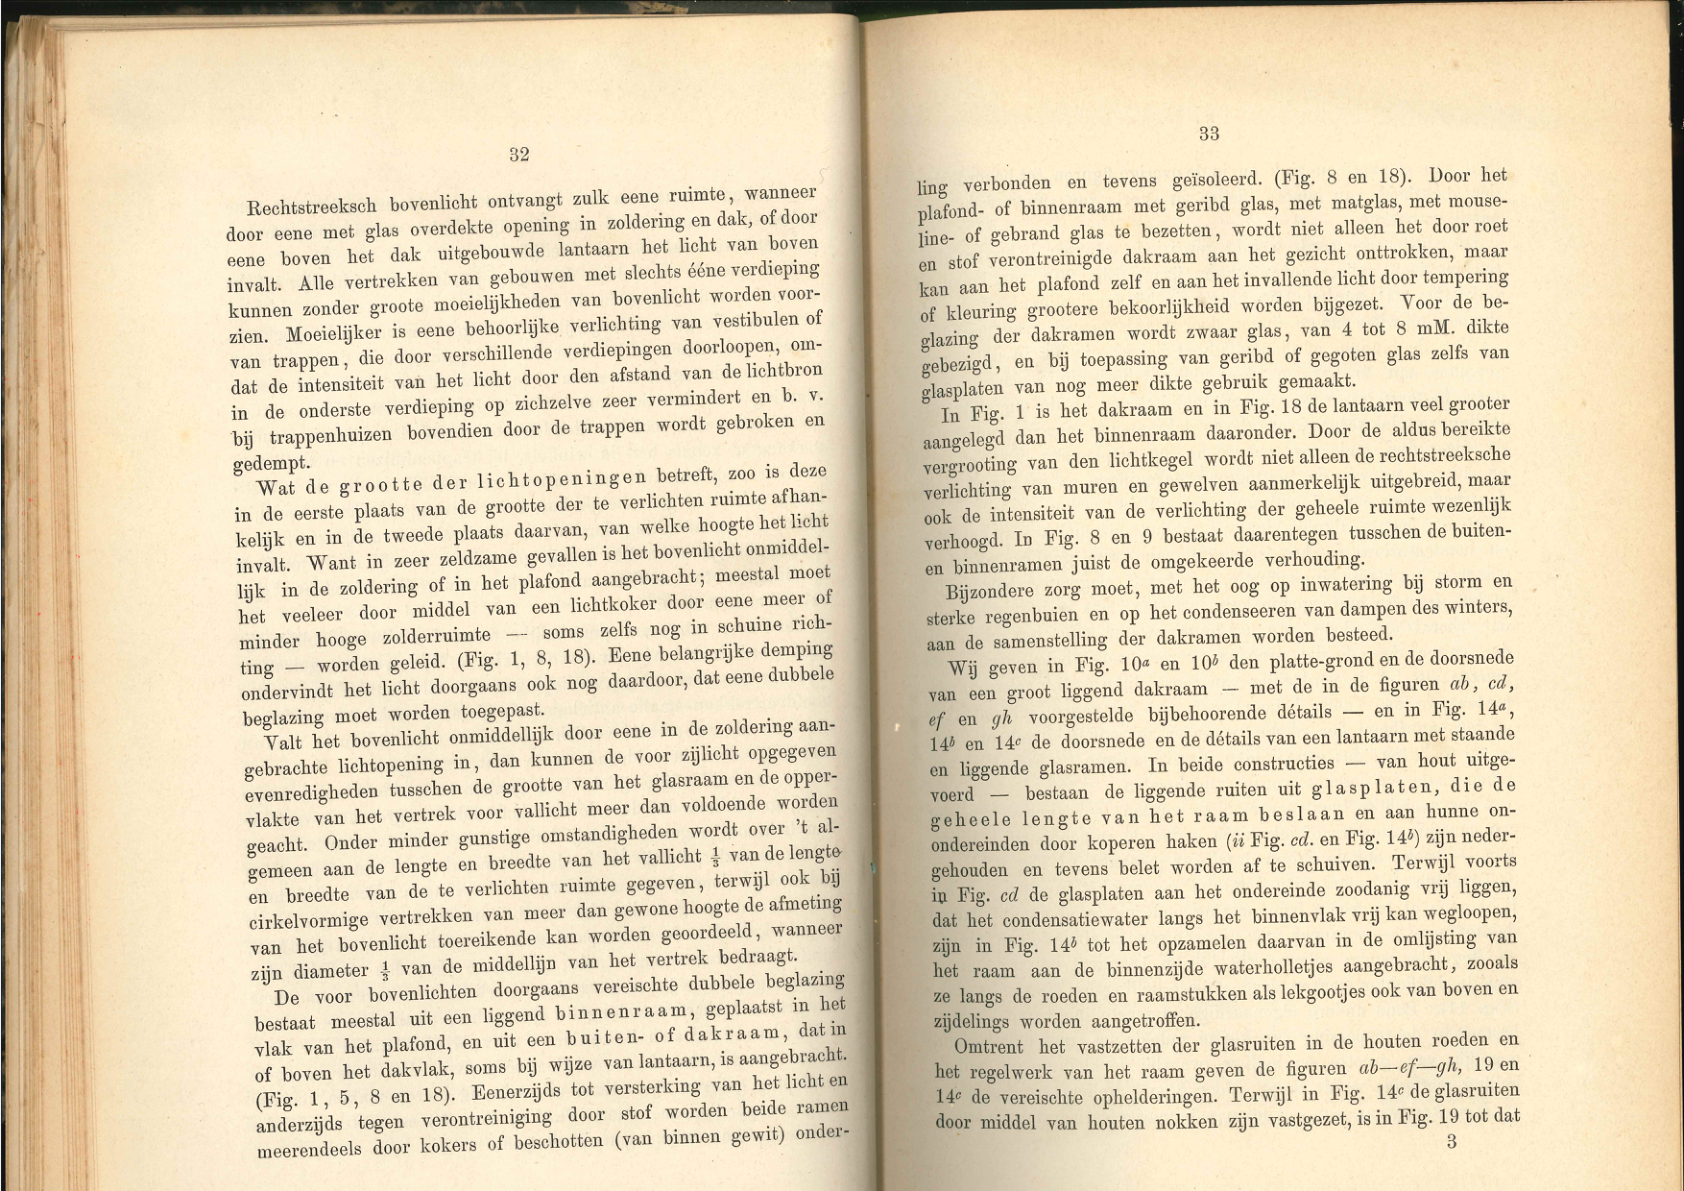 32
Rechtstreeksch bovenlicht ontvangt zulk eene ruimte, wanneer
door eene met glas overdekte opening in zoldering en dak, of door
eene boven het dak uitgebouwde lantaarn het licht van boven
invalt. Alle vertrekken van gebouwen met slechts ééne verdieping
kunnen zonder groote moeielijkheden van bovenlicht worden voor-
zien. Moeielijker is eene behoorlijke verlichting van vestibulen of
van trappen, die door verschillende verdiepingen doorloopen, om-
dat de intensiteit van het licht door den afstand van de lichtbron
in de onderste verdieping op zichzelve zeer vermindert en b. v.
bij trappenhuizen bovendien door de trappen wordt gebroken en
gedempt.
Wat de grootte der lichtopeningen betreft, zoo is deze
in de eerste plaats van de grootte der te verlichten ruimte afhan-
kelijk en in de tweede plaats daarvan, van welke hoogte het licht
invalt. Want in zeer zeldzame gevallen is het bovenlicht onmiddel-
lijk in de zoldering of in het plafond aangebracht; meestal moet
het veeleer door middel van een lichtkoker door eene meer of
minder hooge zolderruimte — soms zelfs nog in schuine rich-
ting — worden geleid. (Fig. 1, 8, 18). Eene belangrijke demping
ondervindt het licht doorgaans ook nog daardoor, dat eene dubbele
beglazing moet worden toegepast.
Valt het bovenlicht onmiddellijk door eene in de zoldering aan-
gebrachte lichtopening in, dan kunnen de voor zijlicht opgegeven
evenredigheden tusschen de grootte van het glasraam en de opper-
vlakte van het vertrek voor vallicht meer dan voldoende worden
geacht. Onder minder gunstige omstandigheden wordt over 't al-
gemeen aan de lengte en breedte van het vallicht ⅓ van de lengte
en breedte van de te verlichten ruimte gegeven, terwijl ook bij
cirkelvormige vertrekken van meer dan gewone hoogte de afmeting
van het bovenlicht toereikende kan worden geoordeeld, wanneer
zijn diameter ⅓ van de middellijn van het vertrek bedraagt.
De voor bovenlichten doorgaans vereischte dubbele beglazing
bestaat meestal uit een liggend binnenraam, geplaatst in het
vlak van het plafond, en uit een buiten- of dakraam, dat in
of boven het dakvlak, soms bij wijze van lantaarn, is aangebracht.
(Fig. 1, 5, 8 en 18). Eenerzijds tot versterking van het licht en
anderzijds tegen verontreiniging door stof worden beide ramen
meerendeels door kokers of beschotten (van binnen gewit) onder-
33
ling verbonden en tevens geïsoleerd. (Fig. 8 en 18). Door het
plafond- of binnenraam met geribd glas, met matglas, met mouse-
line- of gebrand glas te bezetten, wordt niet alleen het door roet
en stof verontreinigde dakraam aan het gezicht onttrokken, maar
kan aan het plafond zelf en aan het invallende licht door tempering
of kleuring grootere bekoorlijkheid worden bijgezet. Voor de be-
glazing der dakramen wordt zwaar glas, van 4 tot 8 mM. dikte
gebezigd, en bij toepassing van geribd of gegoten glas zelfs van
glasplaten van nog meer dikte gebruik gemaakt.
In Fig. 1 is het dakraam en in Fig. 18 de lantaarn veel grooter
aangelegd dan het binnenraam daaronder. Door de aldus bereikte
vergrooting van den lichtkegel wordt niet alleen de rechtstreeksche
verlichting van muren en gewelven aanmerkelijk uitgebreid, maar
ook de intensiteit van de verlichting der geheele ruimte wezenlijk
verhoogd. In Fig. 8 en 9 bestaat daarentegen tusschen de buiten-
en binnenramen juist de omgekeerde verhouding.
Bijzondere zorg moet, met het oog op inwatering bij storm en
sterke regenbuien en op het condenseeren van dampen des winters,
aan de samenstelling der dakramen worden besteed.
Wij geven in Fig. 10ᵃ en 10ᵇ den platte-grond en de doorsnede
van een groot liggend dakraam — met de in de figuren ab, cd,
ef en gh voorgestelde bijbehoorende détails — en in Fig. 14ᵃ,
14ᵇ en 14ᶜ de doorsnede en de détails van een lantaarn met staande
en liggende glasramen. In beide constructies — van hout uitge-
voerd — bestaan de liggende ruiten uit glasplaten, die de
geheele lengte van het raam beslaan en aan hunne on-
ondereinden door koperen haken (ii Fig. cd. en Fig. 14ᵇ) zijn neder-
gehouden en tevens belet worden af te schuiven. Terwijl voorts
in Fig. cd de glasplaten aan het ondereinde zoodanig vrij liggen,
dat het condensatiewater langs het binnenvlak vrij kan wegloopen,
zijn in Fig. 14ᵇ tot het opzamelen daarvan in de omlijsting van
het raam aan de binnenzijde waterholletjes aangebracht, zooals
ze langs de roeden en raamstukken als lekgootjes ook van boven en
zijdelings worden aangetroffen.
Omtrent het vastzetten der glasruiten in de houten roeden en
het regelwerk van het raam geven de figuren ab—ef—gh, 19 en
14ᶜ de vereischte ophelderingen. Terwijl in Fig. 14ᶜ de glasruiten
door middel van houten nokken zijn vastgezet, is in Fig. 19 tot dat
3